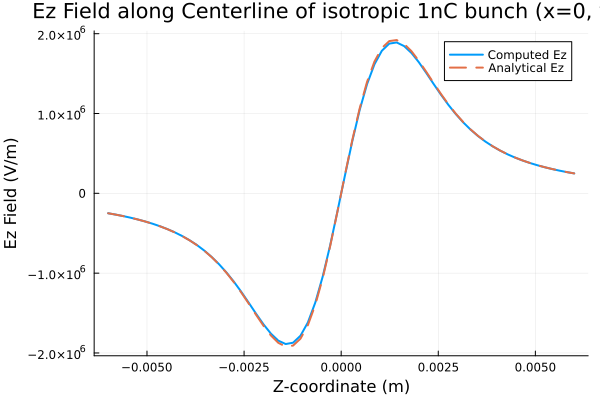 Ez Field along Centerline of isotropic 1nC bunch (x=0,
2.0×10⁶
1.0×10⁶
0
−1.0×10⁶
−2.0×10⁶
Ez Field (V/m)
Computed Ez
Analytical Ez
−0.0050
−0.0025
0.0000
0.0025
0.0050
Z-coordinate (m)